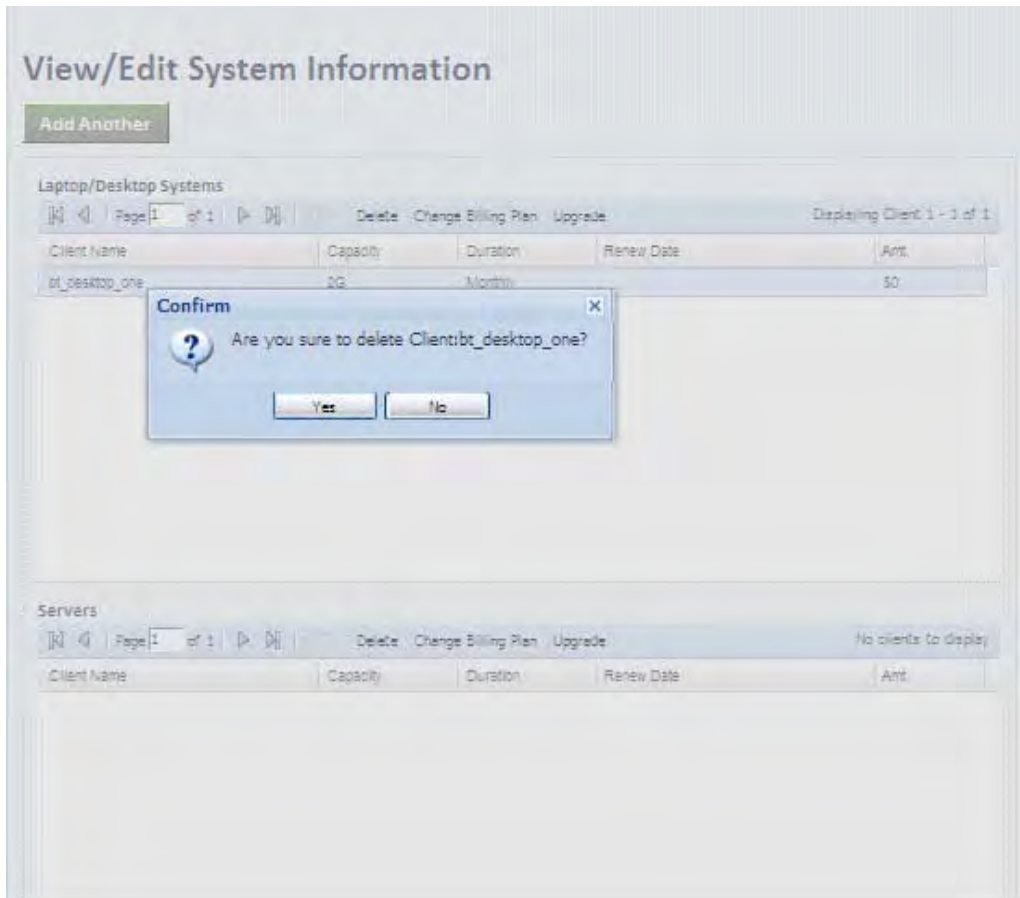 View/Edit System Information
Add Another
Laptop/Desktop Systems
Page 1 of 1 Delete Change Billing Plan Upgrade Displaying Client 1 - 1 of 1
Client Name Capacity Duration Renew Date Amt.
bt_desktop_one 2G Monthly $0
Confirm
Are you sure to delete Client:bt_desktop_one?
Yes No
Servers
Page 1 of 1 Delete Change Billing Plan Upgrade No clients to display
Client Name Capacity Duration Renew Date Amt.